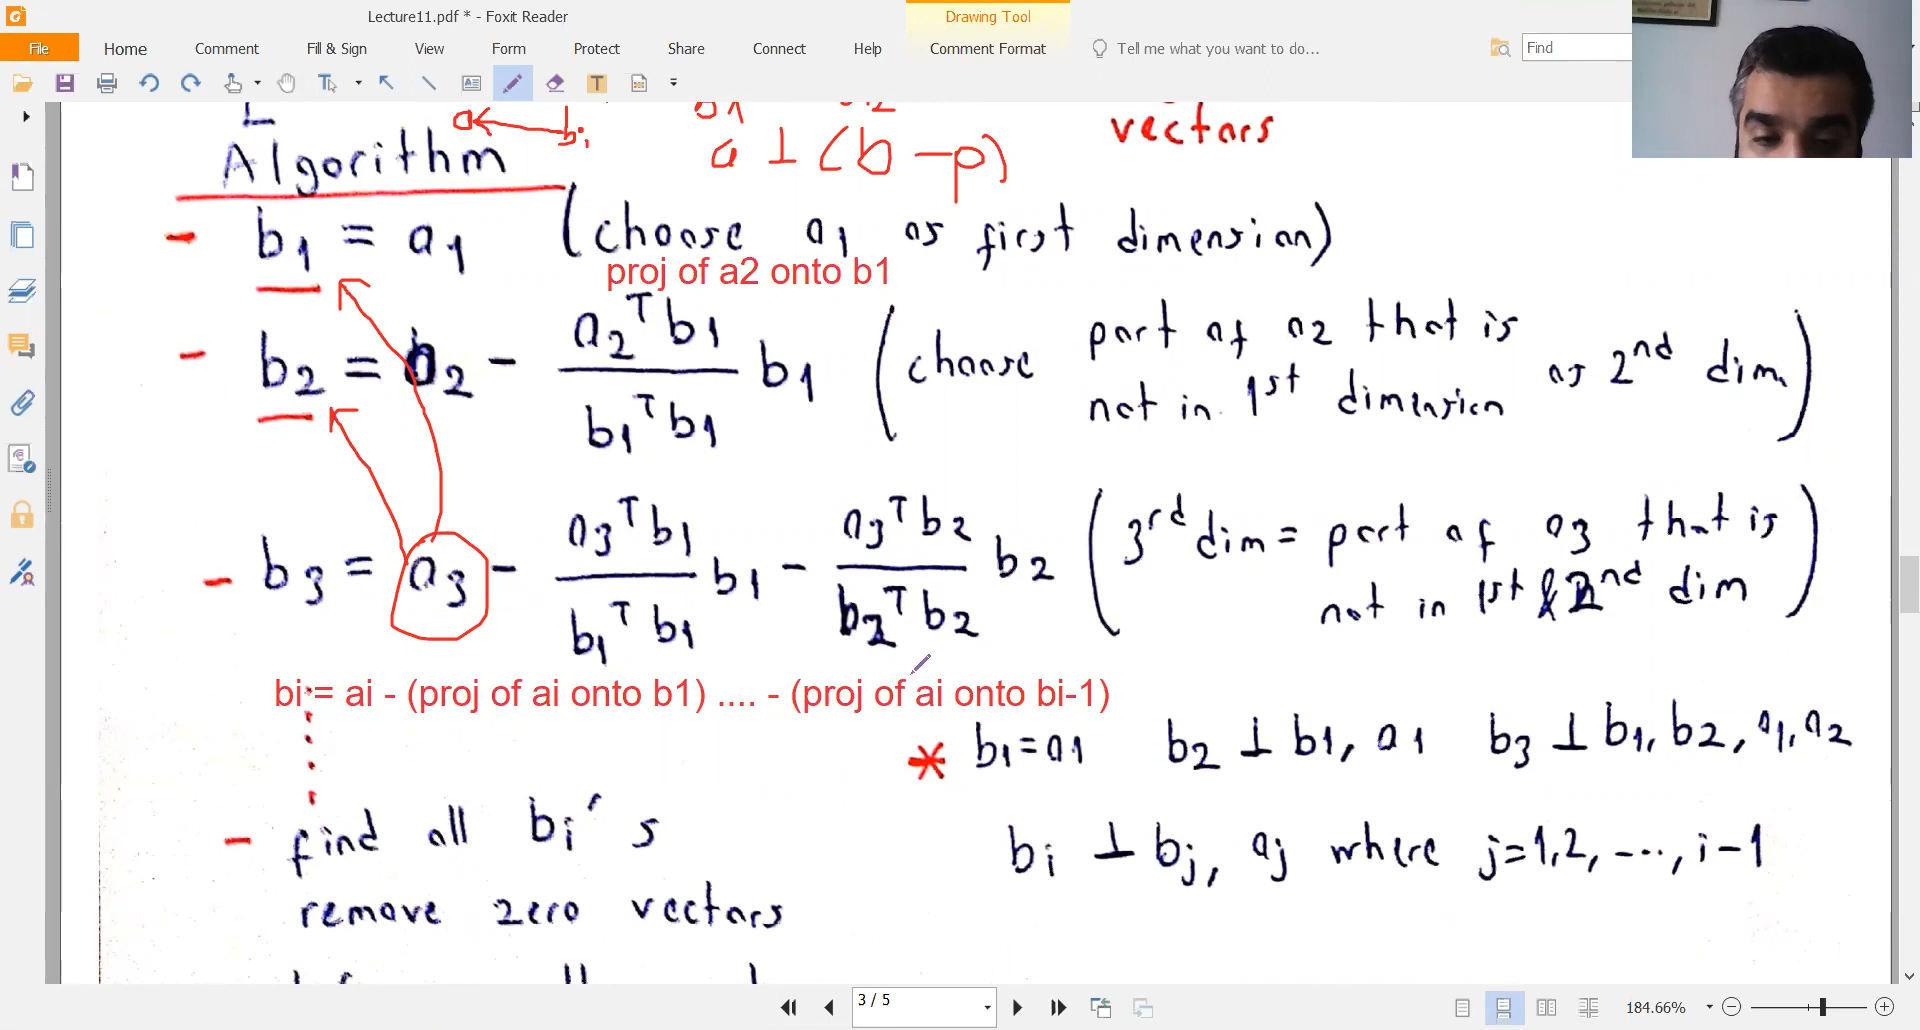 Lecture11.pdf * - Foxit Reader
Drawing Tool
File Home Comment Fill & Sign View Form Protect Share Connect Help Comment Format Tell me what you want to do... Find
a bi
a ⊥ (b - p)
vectors
Algorithm
- b1 = a1 (choose a1 as first dimension)
proj of a2 onto b1
- b2 = a2 - a2ᵀb1 / b1ᵀb1 b1 (choose part of a2 that is not in 1st dimension as 2nd dim)
- b3 = a3 - a3ᵀb1 / b1ᵀb1 b1 - a3ᵀb2 / b2ᵀb2 b2 (3rd dim = part of a3 that is not in 1st & 2nd dim)
bi = ai - (proj of ai onto b1) .... - (proj of ai onto bi-1)
* b1=a1 b2 ⊥ b1, a1 b3 ⊥ b1, b2, a1, a2
- find all bi's
bi ⊥ bj, aj where j=1,2, ..., i-1
remove zero vectors
3 / 5
184.66%